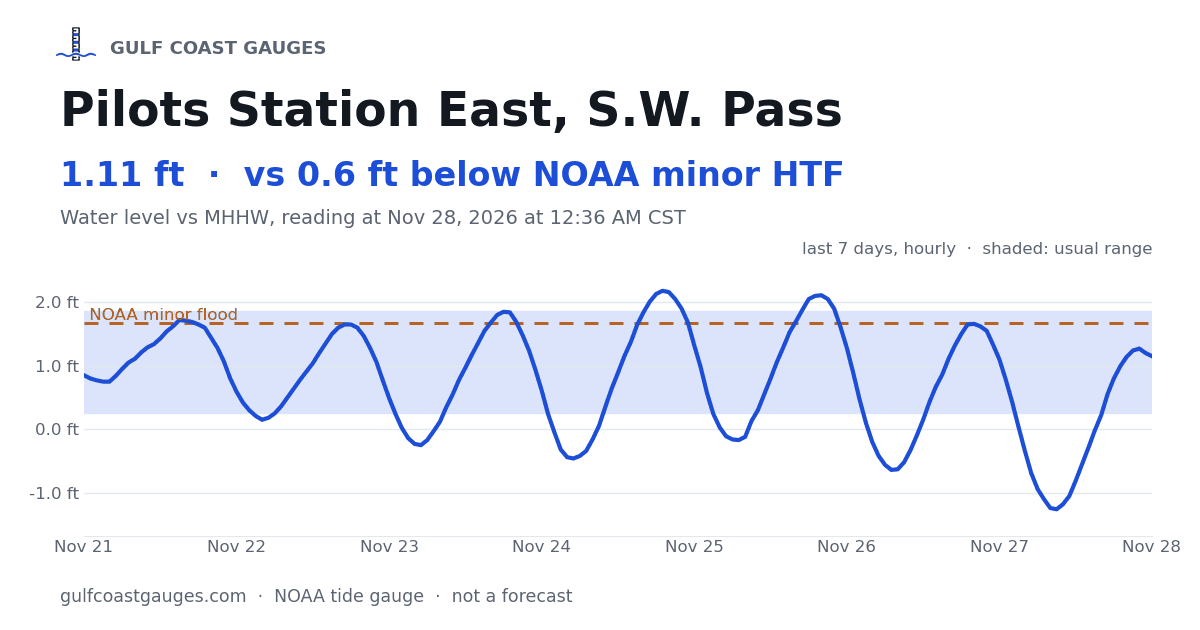 GULF COAST GAUGES
Pilots Station East, S.W. Pass
1.11 ft · vs 0.6 ft below NOAA minor HTF
Water level vs MHHW, reading at Nov 28, 2026 at 12:36 AM CST
last 7 days, hourly · shaded: usual range
2.0 ft
NOAA minor flood
1.0 ft
0.0 ft
-1.0 ft
Nov 21 Nov 22 Nov 23 Nov 24 Nov 25 Nov 26 Nov 27 Nov 28
gulfcoastgauges.com · NOAA tide gauge · not a forecast